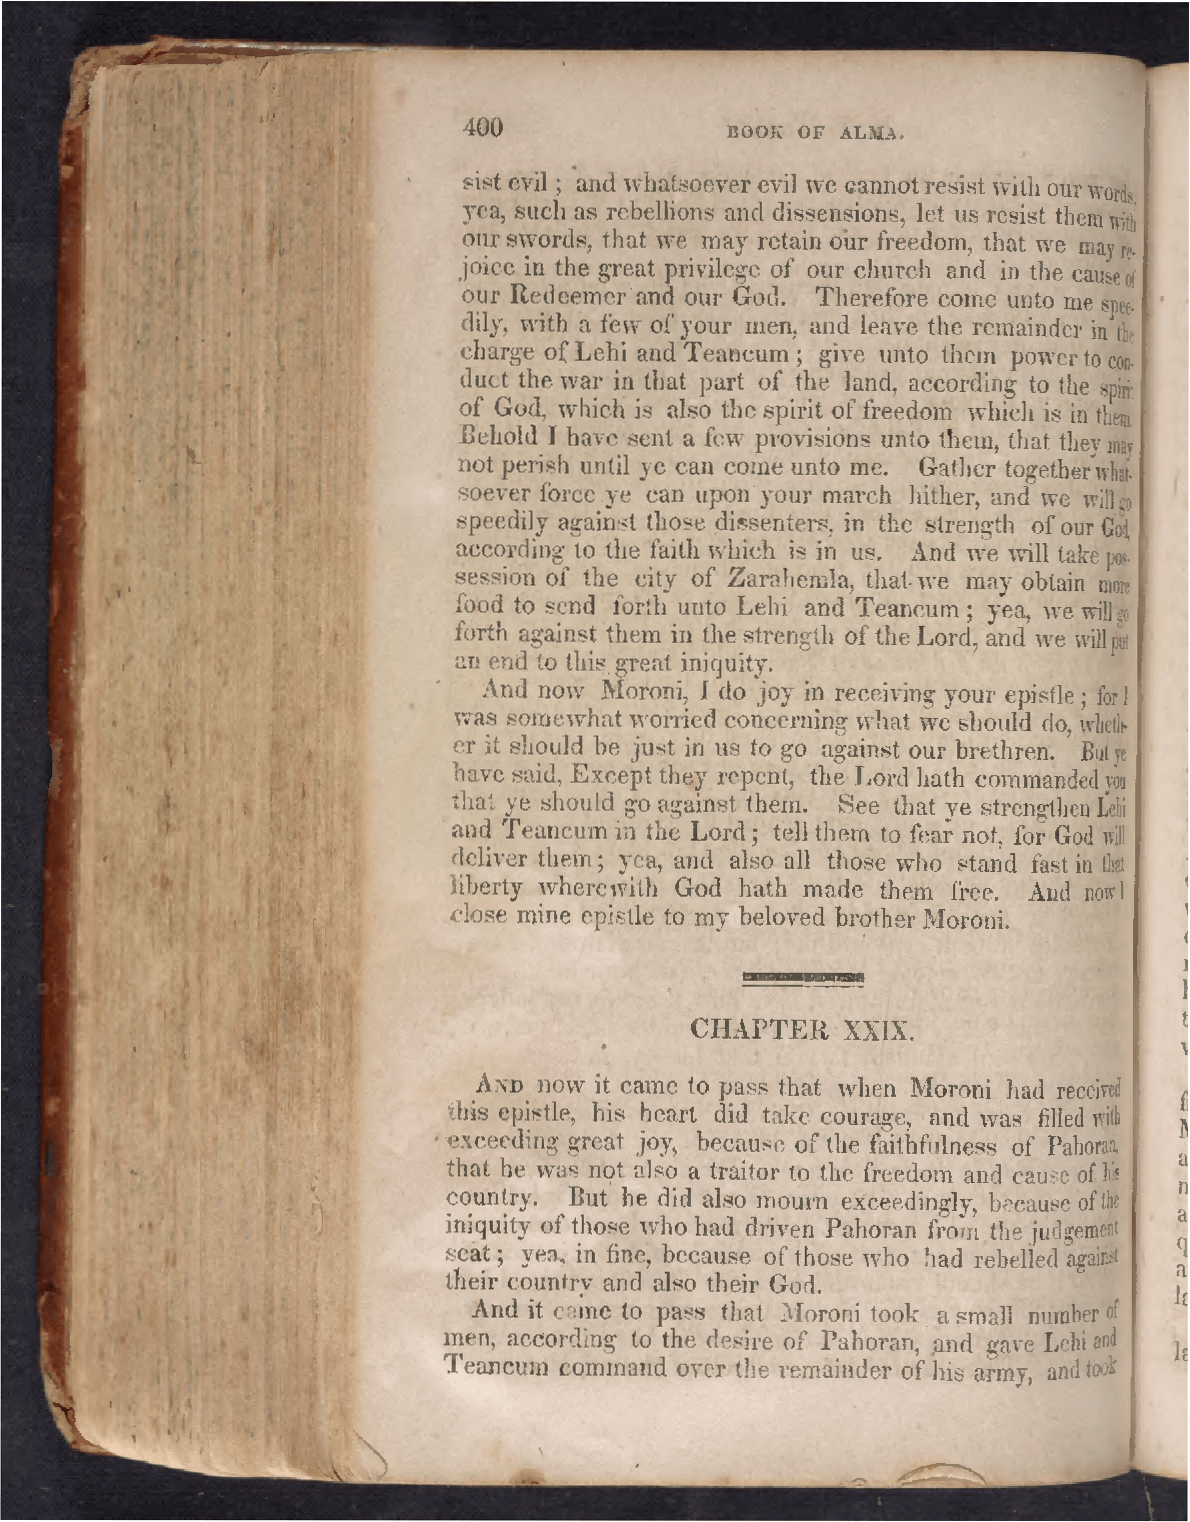 400 BOOK OF ALMA.
sist evil; and whatsoever evil we cannot resist with our words,
yea, such as rebellions and dissensions, let us resist them with
our swords, that we may retain our freedom, that we may re-
joice in the great privilege of our church and in the cause of
our Redeemer and our God. Therefore come unto me spee-
dily, with a few of your men, and leave the remainder in the
charge of Lehi and Teancum; give unto them power to con-
duct the war in that part of the land, according to the spirit
of God, which is also the spirit of freedom which is in them.
Behold I have sent a few provisions unto them, that they may
not perish until ye can come unto me. Gather together what-
soever force ye can upon your march hither, and we will go
speedily against those dissenters, in the strength of our God,
according to the faith which is in us. And we will take pos-
session of the city of Zarahemla, that we may obtain more
food to send forth unto Lehi and Teancum; yea, we will go
forth against them in the strength of the Lord, and we will put
an end to this great iniquity.
And now Moroni, I do joy in receiving your epistle; for I
was somewhat worried concerning what we should do, wheth-
er it should be just in us to go against our brethren. But ye
have said, Except they repent, the Lord hath commanded you
that ye should go against them. See that ye strengthen Lehi
and Teancum in the Lord; tell them to fear not, for God will
deliver them; yea, and also all those who stand fast in that
liberty wherewith God hath made them free. And now I
close mine epistle to my beloved brother Moroni.
CHAPTER XXIX.
AND now it came to pass that when Moroni had received
this epistle, his heart did take courage, and was filled with
exceeding great joy, because of the faithfulness of Pahoran,
that he was not also a traitor to the freedom and cause of his
country. But he did also mourn exceedingly, because of the
iniquity of those who had driven Pahoran from the judgement
seat; yea, in fine, because of those who had rebelled against
their country and also their God.
And it came to pass that Moroni took a small number of
men, according to the desire of Pahoran, and gave Lehi and
Teancum command over the remainder of his army, and took